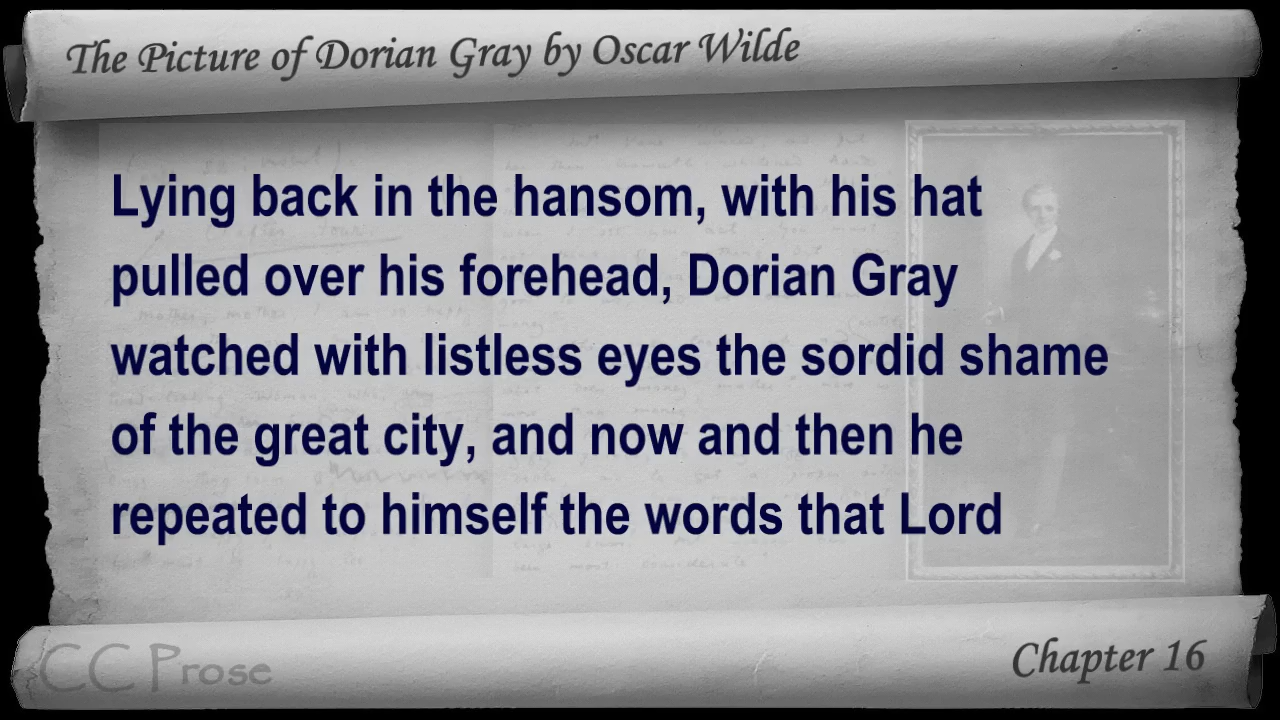 The Picture of Dorian Gray by Oscar Wilde
Lying back in the hansom, with his hat
pulled over his forehead, Dorian Gray
watched with listless eyes the sordid shame
of the great city, and now and then he
repeated to himself the words that Lord
CC Prose
Chapter 16